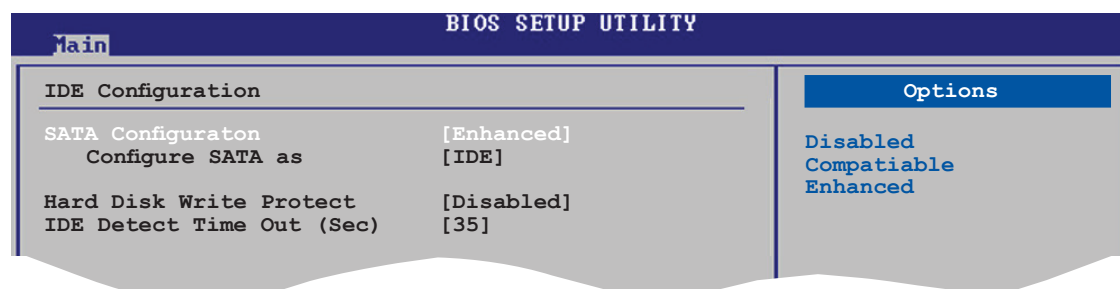 BIOS SETUP UTILITY
Main
IDE Configuration
SATA Configuraton [Enhanced]
Configure SATA as [IDE]
Hard Disk Write Protect [Disabled]
IDE Detect Time Out (Sec) [35]
Options
Disabled
Compatiable
Enhanced